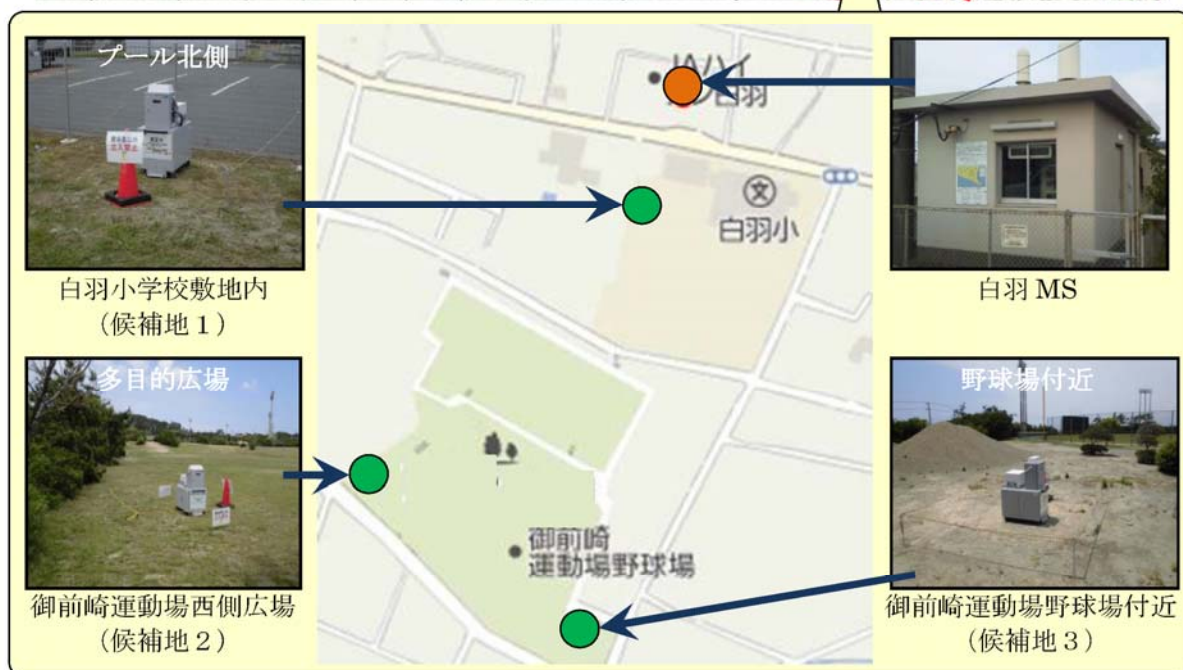 プール北側
白羽小学校敷地内
(候補地1)
多目的広場
御前崎運動場西側広場
(候補地2)
白羽小
御前崎
運動場野球場
白羽 MS
野球場付近
御前崎運動場野球場付近
(候補地3)